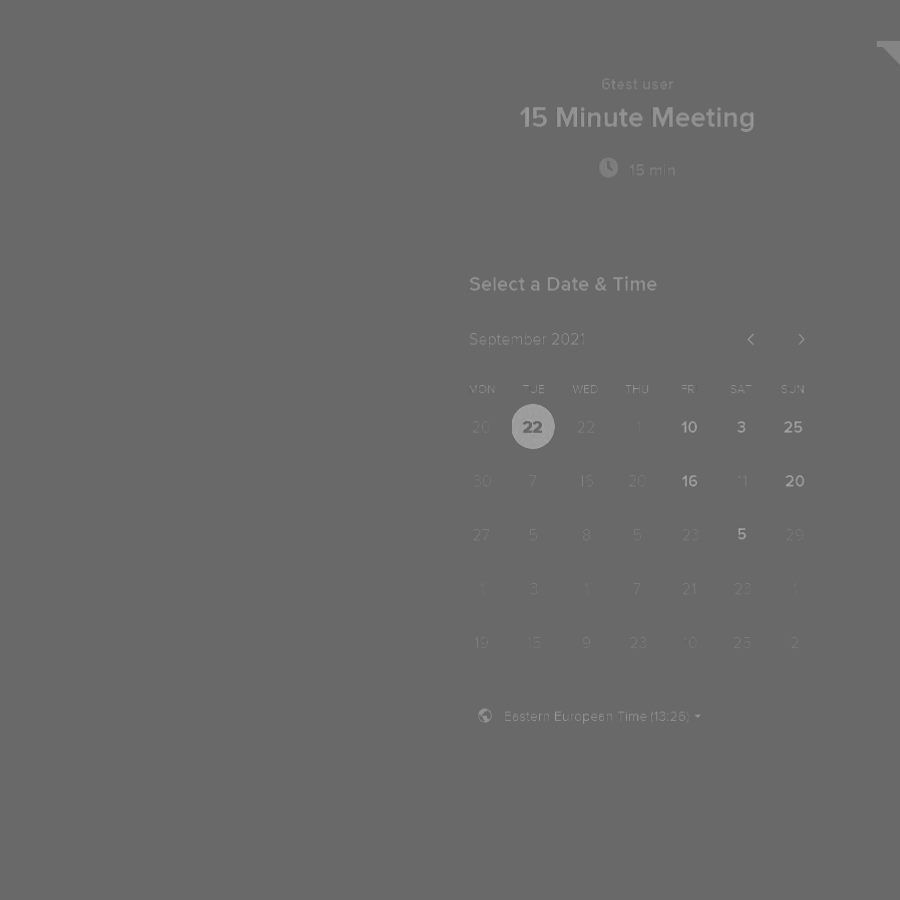 6test user
15 Minute Meeting
15 min
Select a Date & Time
September 2021
MON TUE WED THU FRI SAT SUN
20 22 22 1 10 3 25
30 7 16 20 16 11 20
27 5 8 5 23 5 29
1 3 1 7 21 23 1
19 15 9 23 10 25 2
Eastern European Time (13:26)